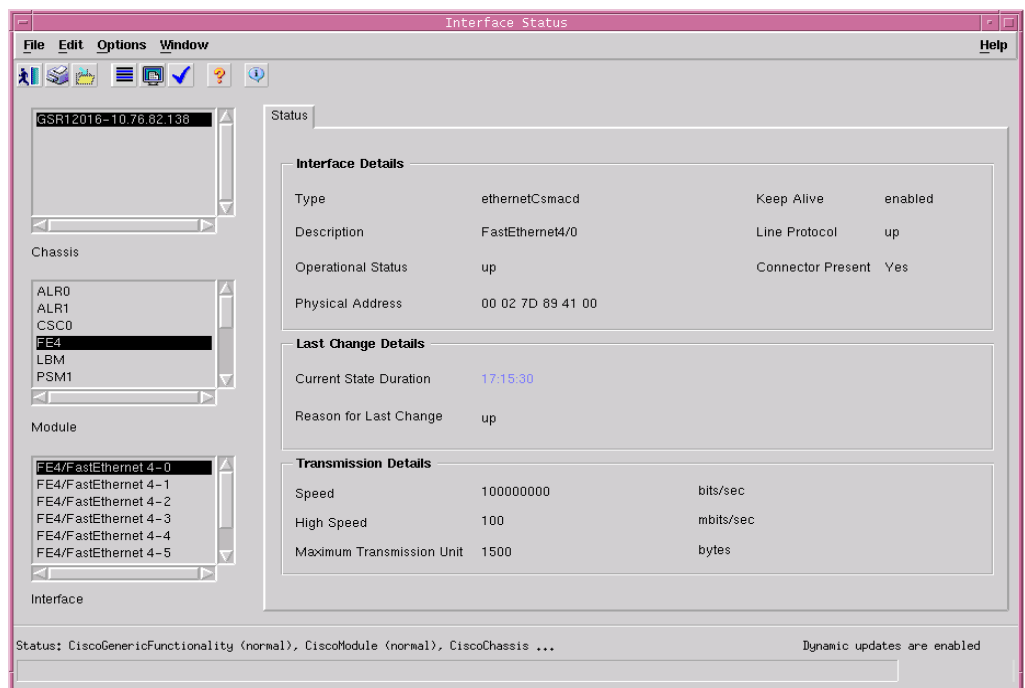 Interface Status
File Edit Options Window Help
GSR12016-10.76.82.138
Chassis
ALR0
ALR1
CSC0
FE4
LBM
PSM1
Module
FE4/FastEthernet 4-0
FE4/FastEthernet 4-1
FE4/FastEthernet 4-2
FE4/FastEthernet 4-3
FE4/FastEthernet 4-4
FE4/FastEthernet 4-5
Interface
Status
Interface Details
Type ethernetCsmacd Keep Alive enabled
Description FastEthernet4/0 Line Protocol up
Operational Status up Connector Present Yes
Physical Address 00 02 7D 89 41 00
Last Change Details
Current State Duration 17:15:30
Reason for Last Change up
Transmission Details
Speed 100000000 bits/sec
High Speed 100 mbits/sec
Maximum Transmission Unit 1500 bytes
Status: CiscoGenericFunctionality (normal), CiscoModule (normal), CiscoChassis ... Dynamic updates are enabled